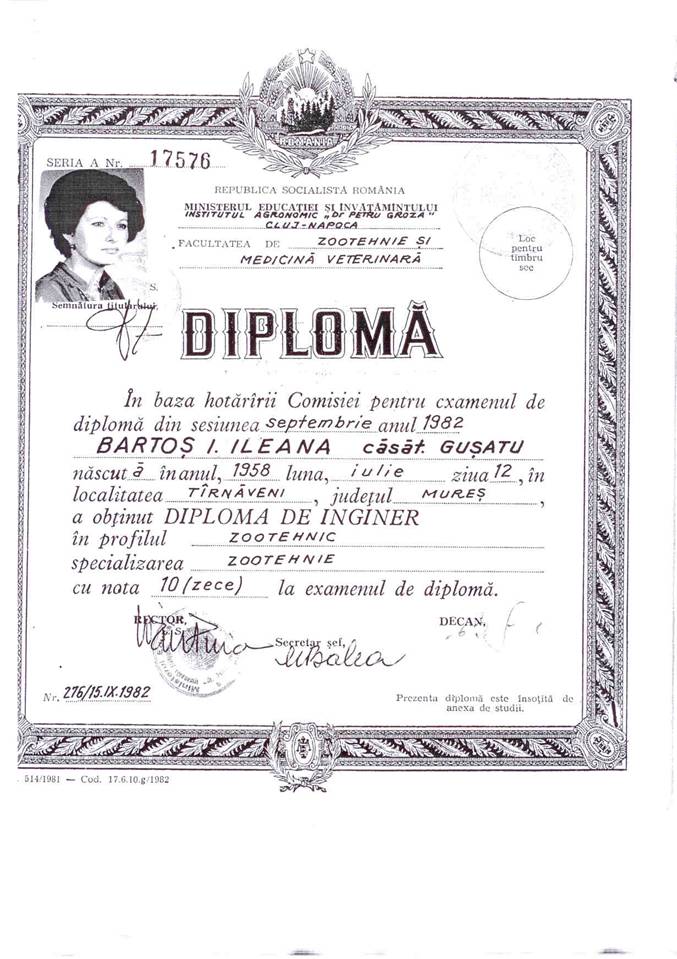 ROMANIA
SERIA A Nr. 17576
REPUBLICA SOCIALISTĂ ROMÂNIA
MINISTERUL EDUCAȚIEI ȘI ÎNVĂȚĂMÎNTULUI
INSTITUTUL AGRONOMIC „Dr PETRU GROZA"
CLUJ-NAPOCA
FACULTATEA DE ZOOTEHNIE ȘI
MEDICINĂ VETERINARĂ
Loc
pentru
timbru
sec
S.
Semnătura titularului,
DIPLOMĂ
În baza hotărîrii Comisiei pentru examenul de
diplomă din sesiunea septembrie anul 1982
BARTOȘ I. ILEANA căsăt. GUȘATU
născut ă în anul, 1958 luna, iulie ziua 12, în
localitatea TÎRNĂVENI, județul MUREȘ,
a obținut DIPLOMA DE INGINER
în profilul ZOOTEHNIC
specializarea ZOOTEHNIE
cu nota 10 (zece) la examenul de diplomă.
RECTOR,
DECAN,
Secretar șef,
Nr. 276/15.IX.1982
Prezenta diplomă este însoțită de
anexa de studii.
514/1981 — Cod. 17.6.10.g/1982